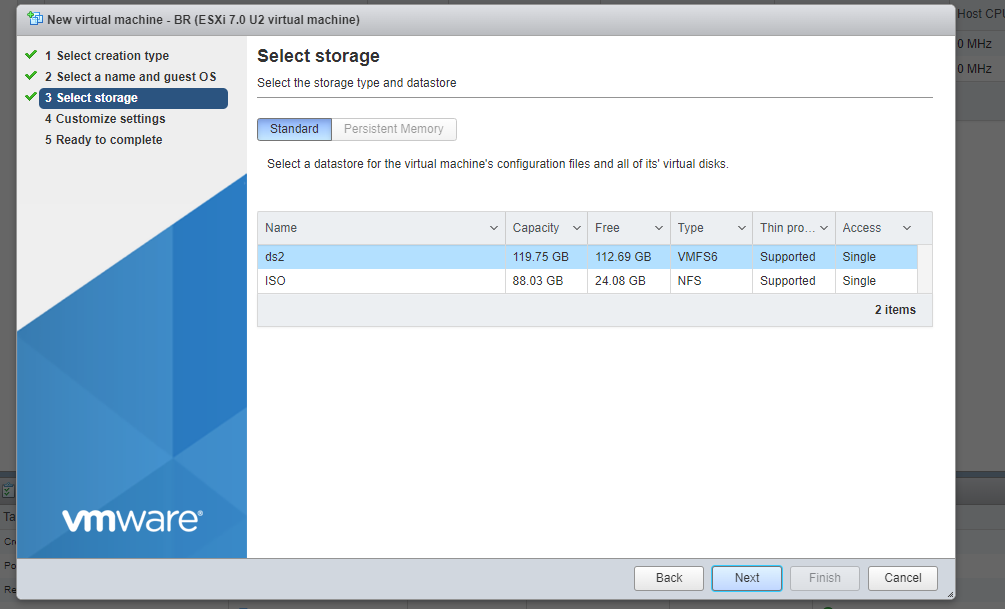 New virtual machine - BR (ESXi 7.0 U2 virtual machine)
Host CPU
0 MHz
0 MHz
1 Select creation type
2 Select a name and guest OS
3 Select storage
4 Customize settings
5 Ready to complete
Select storage
Select the storage type and datastore
Standard Persistent Memory
Select a datastore for the virtual machine's configuration files and all of its' virtual disks.
Name Capacity Free Type Thin pro... Access
ds2 119.75 GB 112.69 GB VMFS6 Supported Single
ISO 88.03 GB 24.08 GB NFS Supported Single
2 items
vmware®
Ta
Cr
Po
Re
Back Next Finish Cancel